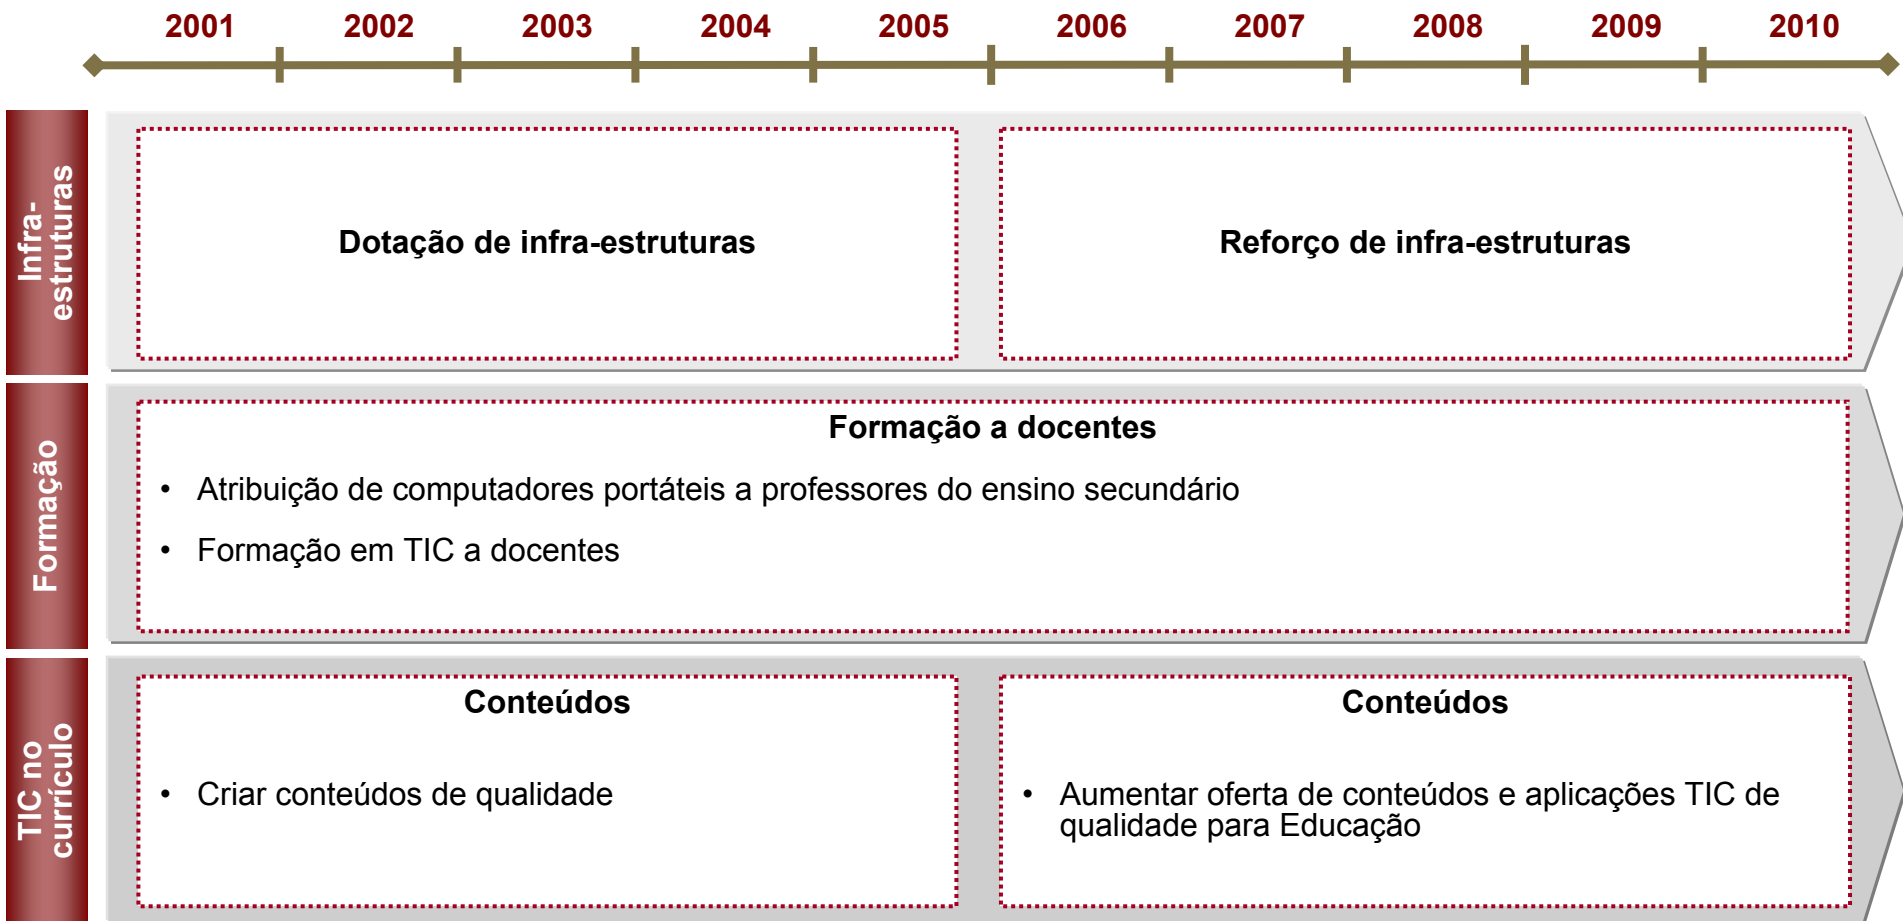 2001 2002 2003 2004 2005 2006 2007 2008 2009 2010
Infra-
estruturas
Dotação de infra-estruturas
Reforço de infra-estruturas
Formação
Formação a docentes
• Atribuição de computadores portáteis a professores do ensino secundário
• Formação em TIC a docentes
TIC no
currículo
Conteúdos
• Criar conteúdos de qualidade
Conteúdos
• Aumentar oferta de conteúdos e aplicações TIC de
qualidade para Educação